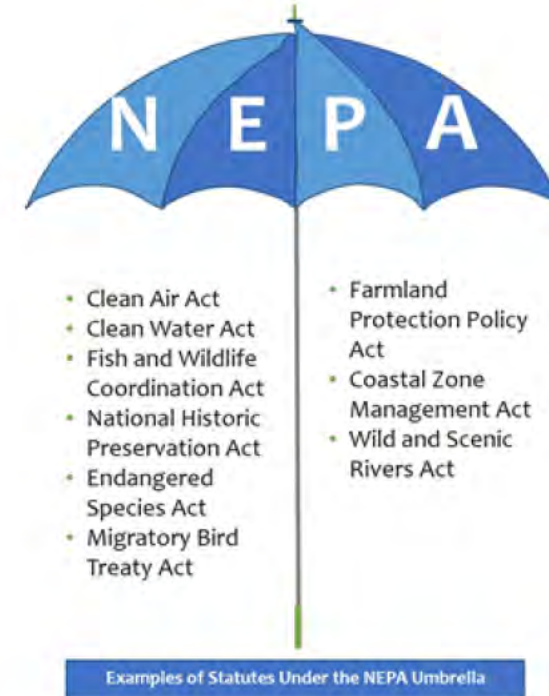 NEPA
• Clean Air Act
• Clean Water Act
• Fish and Wildlife
Coordination Act
• National Historic
Preservation Act
• Endangered
Species Act
• Migratory Bird
Treaty Act
• Farmland
Protection Policy
Act
• Coastal Zone
Management Act
• Wild and Scenic
Rivers Act
Examples of Statutes Under the NEPA Umbrella